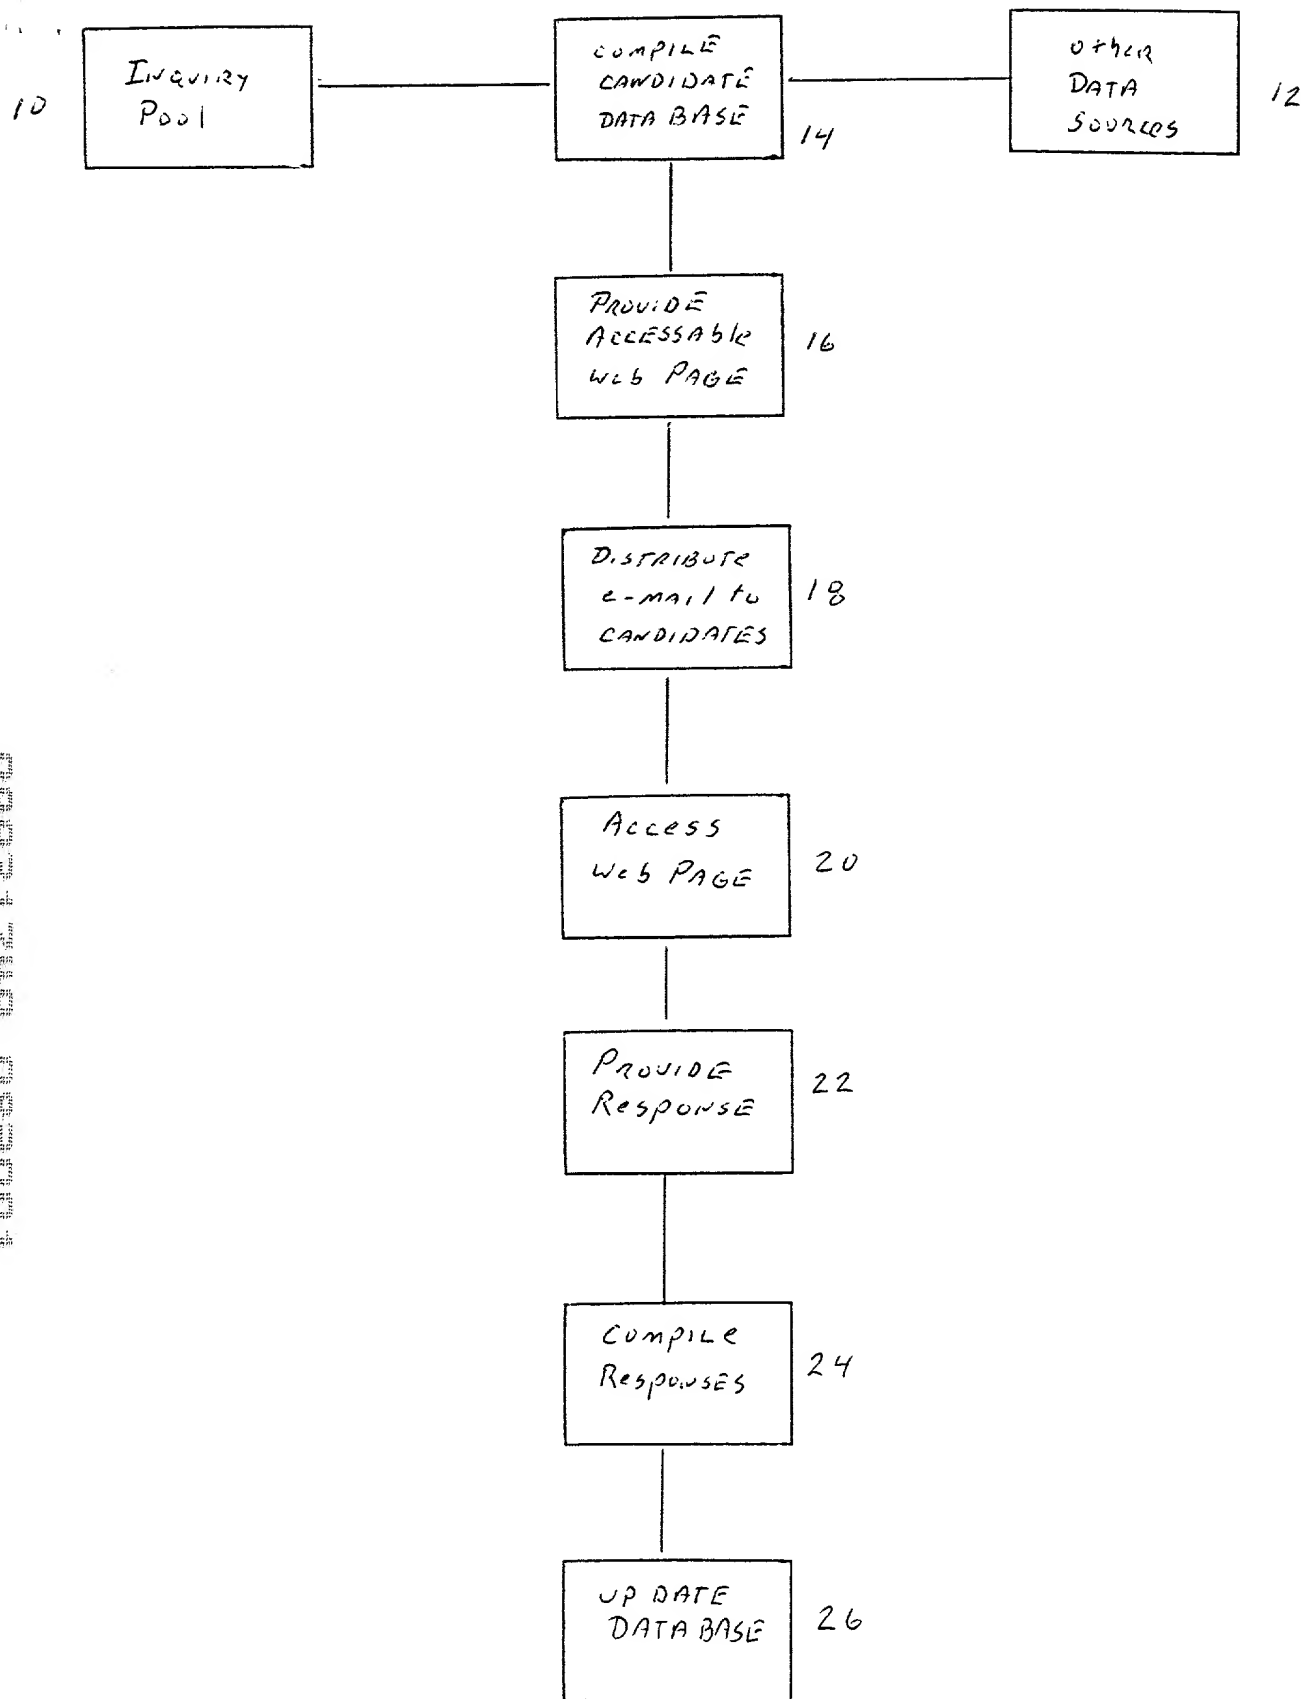 10
Inquiry
Pool
Compile
Candidate
Data Base
14
Other
Data
Sources
12
Provide
Accessable
Web Page
16
Distribute
e-mail to
Candidates
18
Access
Web Page
20
Provide
Response
22
Compile
Responses
24
Up Date
Data Base
26